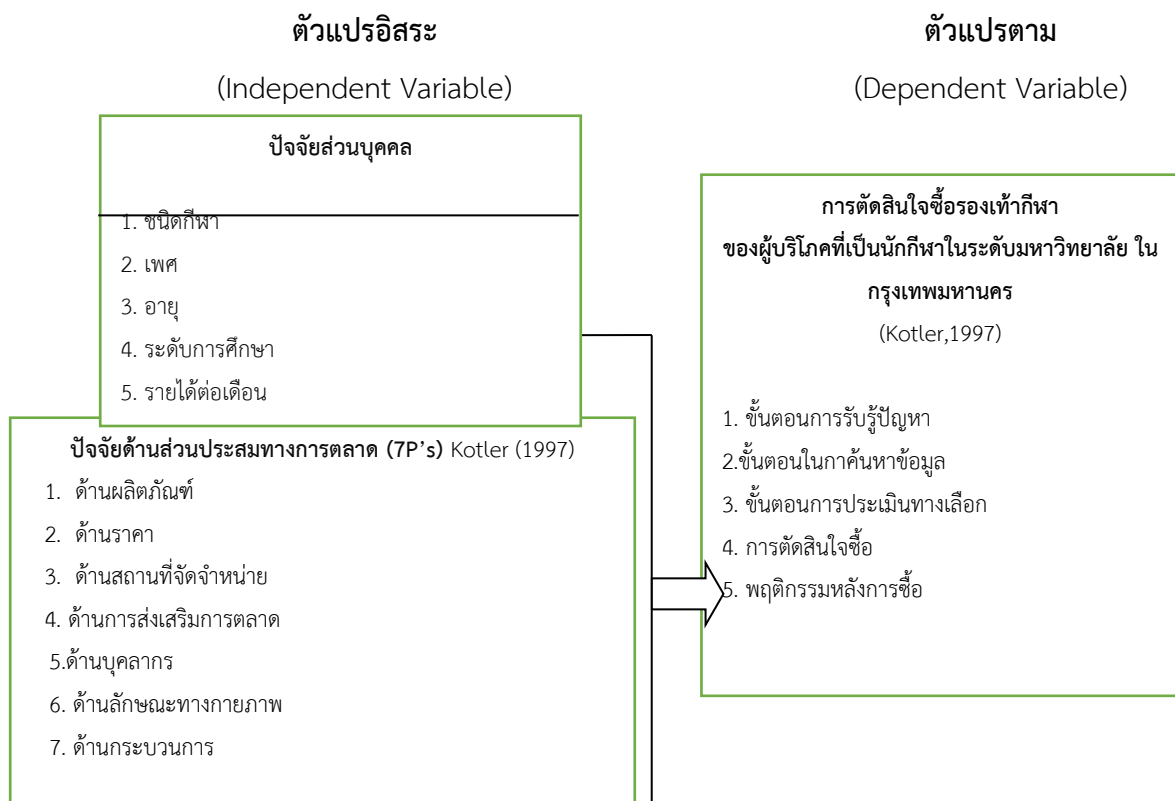 ตัวแปรอิสระ
(Independent Variable)
ปัจจัยส่วนบุคคล
1. ชนิดกีฬา
2. เพศ
3. อายุ
4. ระดับการศึกษา
5. รายได้ต่อเดือน
ปัจจัยด้านส่วนประสมทางการตลาด (7P’s) Kotler (1997)
1. ด้านผลิตภัณฑ์
2. ด้านราคา
3. ด้านสถานที่จัดจำหน่าย
4. ด้านการส่งเสริมการตลาด
5.ด้านบุคลากร
6. ด้านลักษณะทางกายภาพ
7. ด้านกระบวนการ
ตัวแปรตาม
(Dependent Variable)
การตัดสินใจซื้อรองเท้ากีฬา
ของผู้บริโภคที่เป็นนักกีฬาในระดับมหาวิทยาลัย ใน
กรุงเทพมหานคร
(Kotler,1997)
1. ขั้นตอนการรับรู้ปัญหา
2.ขั้นตอนในกาค้นหาข้อมูล
3. ขั้นตอนการประเมินทางเลือก
4. การตัดสินใจซื้อ
5. พฤติกรรมหลังการซื้อ